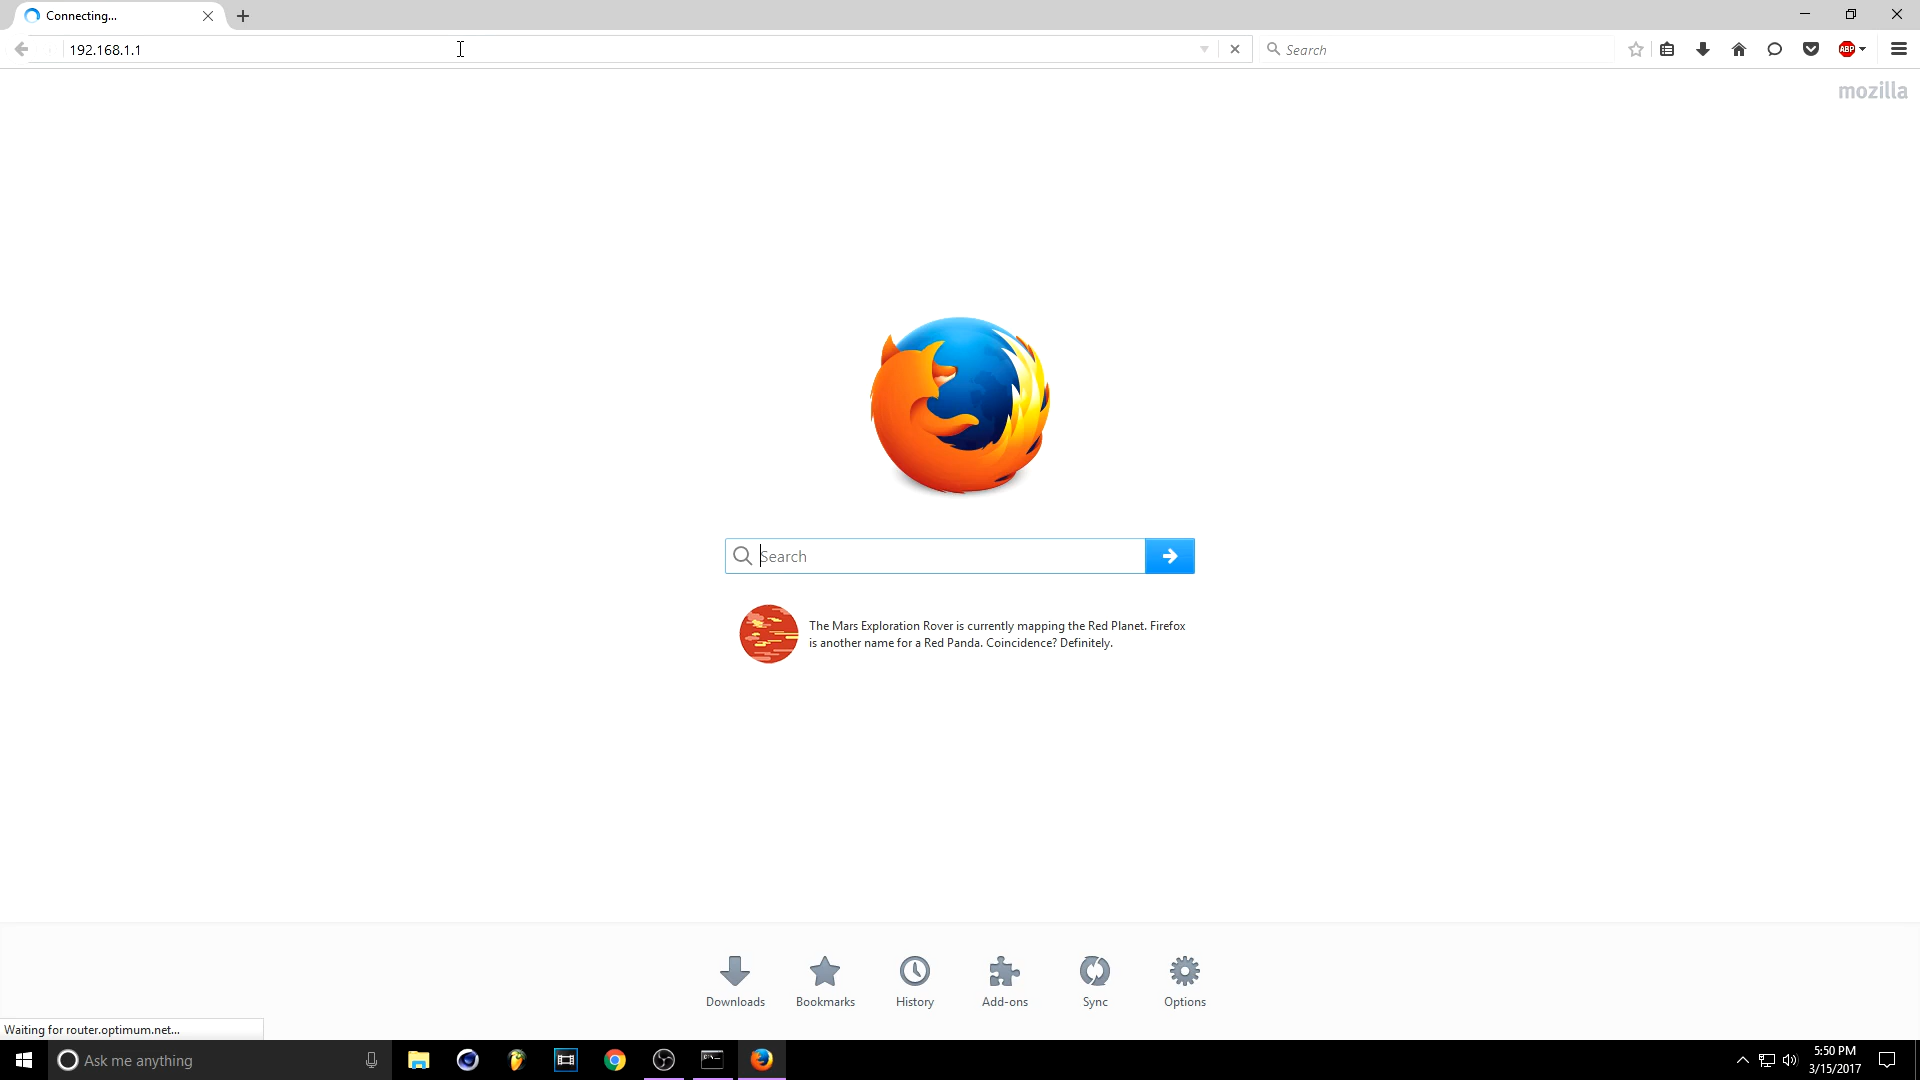 Connecting...
192.168.1.1
Search
ABP
mozilla
Search
The Mars Exploration Rover is currently mapping the Red Planet. Firefox
is another name for a Red Panda. Coincidence? Definitely.
Downloads
Bookmarks
History
Add-ons
Sync
Options
Waiting for router.optimum.net...
Ask me anything
5:50 PM
3/15/2017